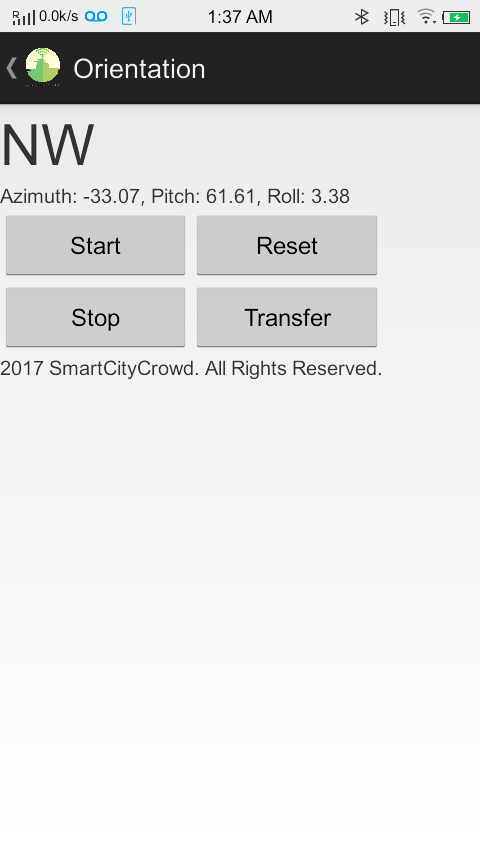 R 0.0k/s 1:37 AM
Orientation
NW
Azimuth: -33.07, Pitch: 61.61, Roll: 3.38
Start Reset
Stop Transfer
2017 SmartCityCrowd. All Rights Reserved.